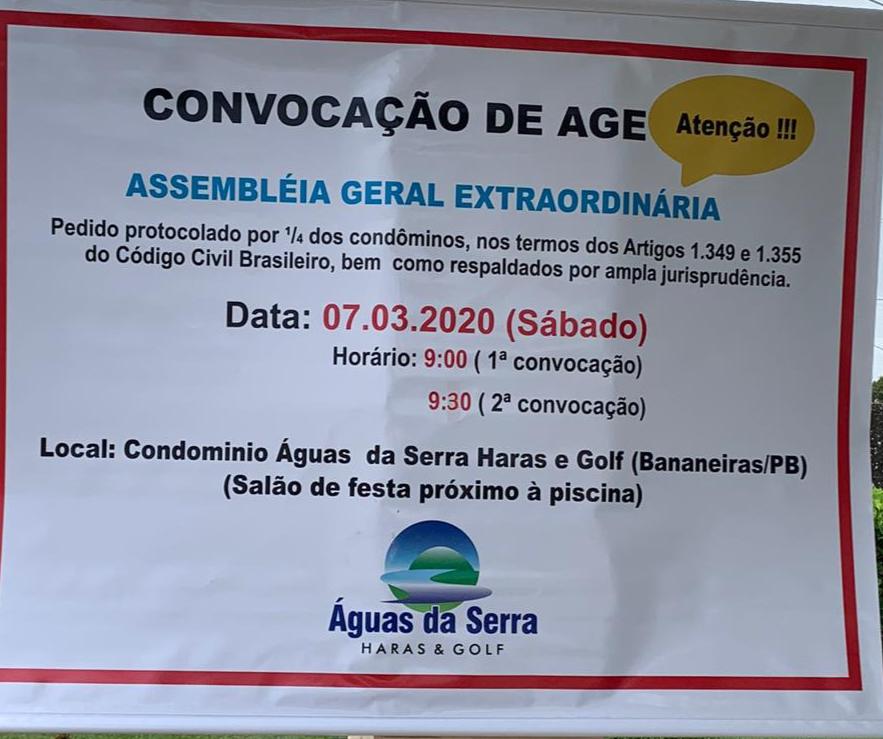 CONVOCAÇÃO DE AGE
Atenção !!!
ASSEMBLÉIA GERAL EXTRAORDINÁRIA
Pedido protocolado por ¹/₄ dos condôminos, nos termos dos Artigos 1.349 e 1.355
do Código Civil Brasileiro, bem como respaldados por ampla jurisprudência.
Data: 07.03.2020 (Sábado)
Horário: 9:00 ( 1ª convocação)
9:30 ( 2ª convocação)
Local: Condominio Águas da Serra Haras e Golf (Bananeiras/PB)
(Salão de festa próximo à piscina)
Águas da Serra
HARAS & GOLF